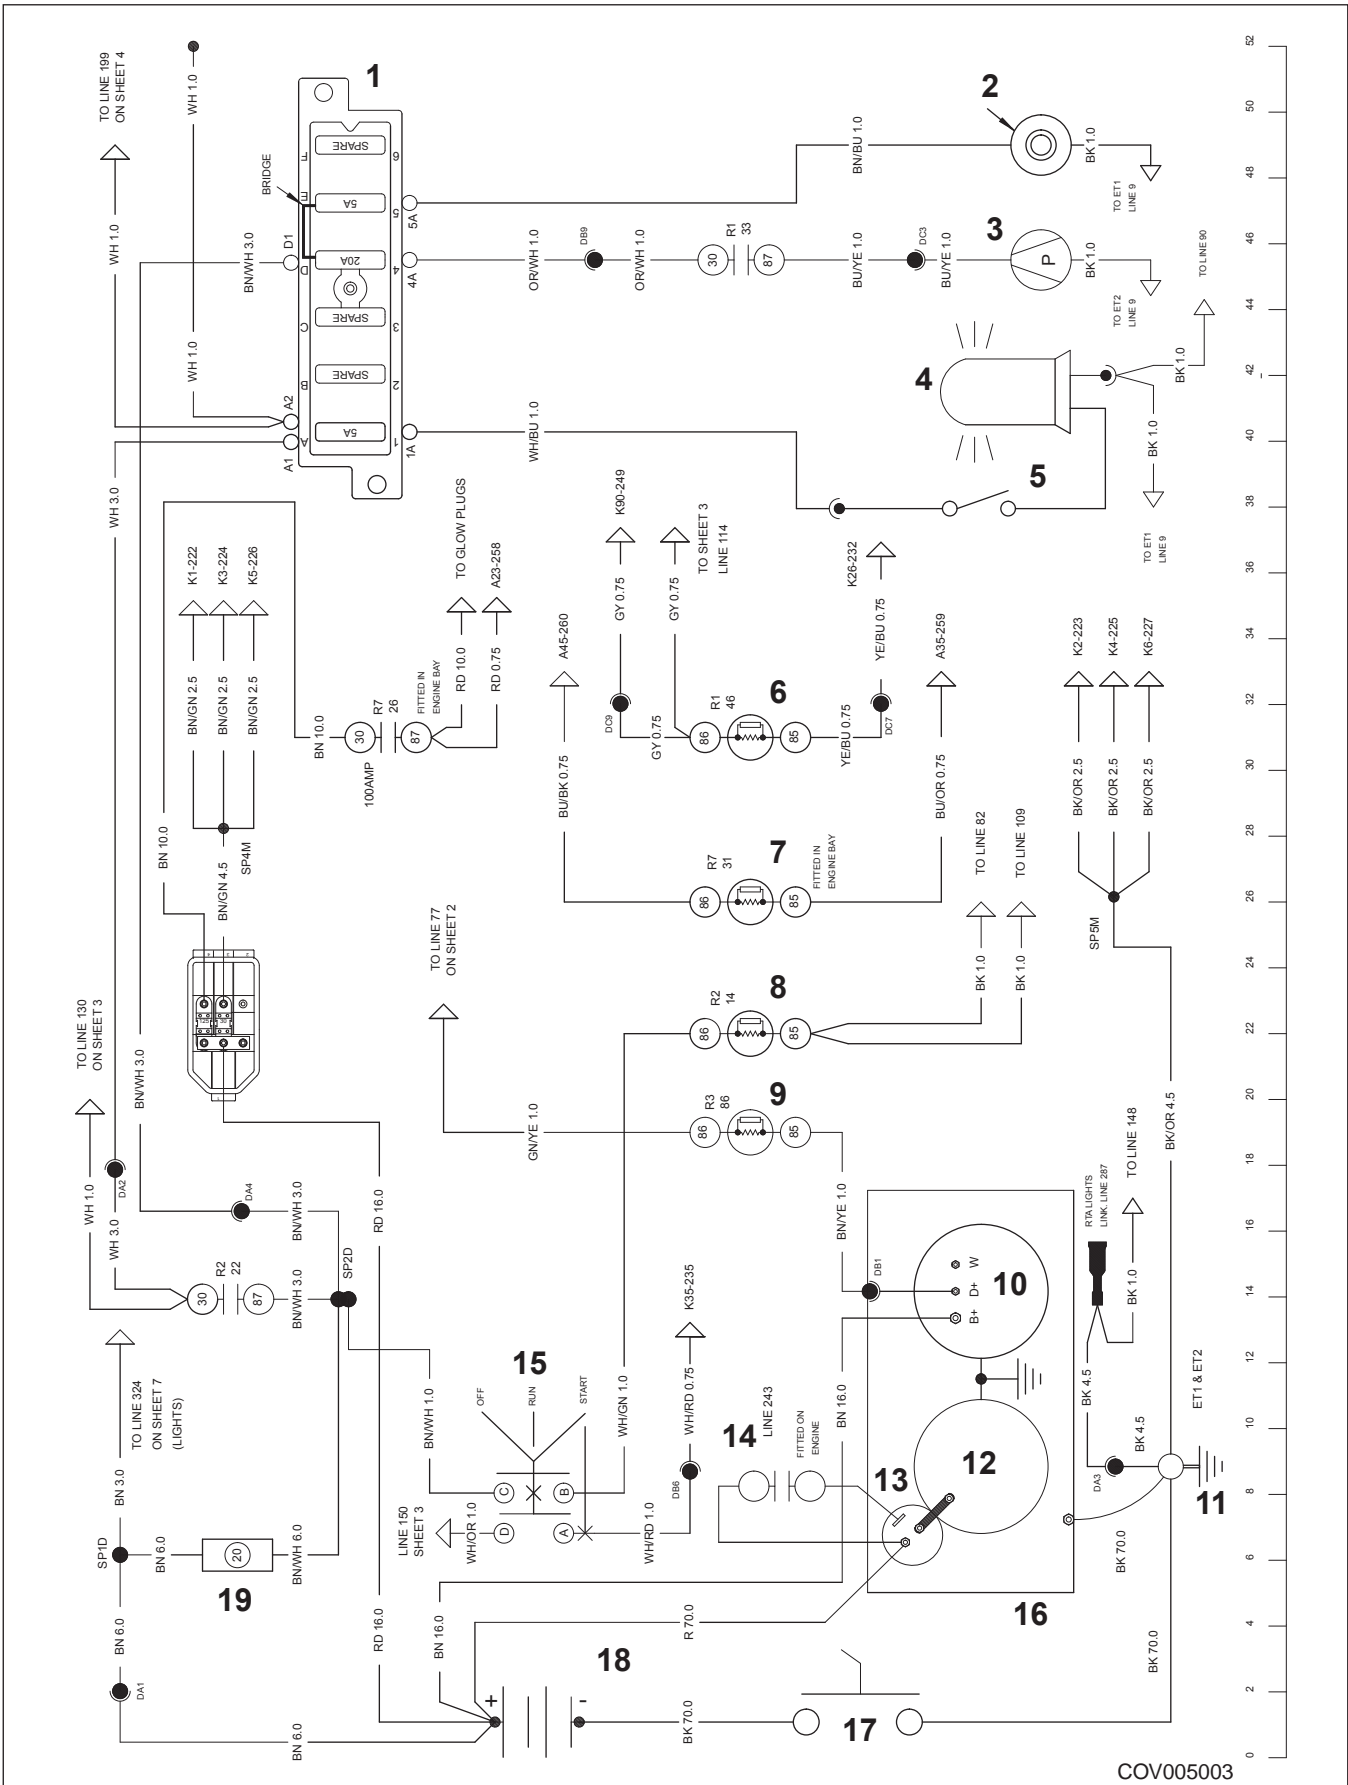 TO LINE 199
ON SHEET 4
WH 1.0
WH 1.0
WH 1.0
1
F
SPARE
6
BRIDGE
E
5A
5
5A
D1
D
20A
4
4A
BN/WH 3.0
C
SPARE
3
B
SPARE
2
A2
A
5A
1
1A
A1
WH 3.0
2
BN/BU 1.0
BK 1.0
TO ET1
LINE 9
3
OR/WH 1.0
DB9
OR/WH 1.0
30
R1
33
87
BU/YE 1.0
DC3
BU/YE 1.0
P
BK 1.0
TO ET2
LINE 9
TO LINE 90
4
BK 1.0
BK 1.0
TO ET1
LINE 9
WH/BU 1.0
5
K1-222
K3-224
K5-226
BN/GN 2.5
BN/GN 2.5
BN/GN 2.5
SP4M
BN/GN 4.5
BN 10.0
BN 10.0
100AMP
30
R7
26
87
FITTED IN
ENGINE BAY
TO GLOW PLUGS
A23-258
RD 10.0
RD 0.75
K90-249
GY 0.75
TO SHEET 3
LINE 114
GY 0.75
DC9
GY 0.75
86
R1
46
85
6
YE/BU 0.75
DC7
YE/BU 0.75
K26-232
A45-260
BU/BK 0.75
86
R7
31
85
7
FITTED IN
ENGINE BAY
BU/OR 0.75
A35-259
K2-223
K4-225
K6-227
BK/OR 2.5
BK/OR 2.5
BK/OR 2.5
SP5M
BK/OR 4.5
TO LINE 82
TO LINE 109
BK 1.0
BK 1.0
86
R2
14
85
8
TO LINE 77
ON SHEET 2
GN/YE 1.0
86
R3
86
85
9
BN/YE 1.0
DB1
125
30
4
3
2
1
RD 16.0
RD 16.0
TO LINE 130
ON SHEET 3
WH 1.0
DA2
WH 3.0
BN/WH 3.0
DA4
BN/WH 3.0
30
R2
22
87
BN/WH 3.0
SP2D
TO LINE 324
ON SHEET 7
(LIGHTS)
BN 3.0
SP1D
BN 6.0
20
19
BN/WH 6.0
BN 6.0
DA1
BN 6.0
BN/WH 1.0
15
OFF
RUN
START
C
B
D
A
LINE 150
SHEET 3
WH/OR 1.0
WH/GN 1.0
WH/RD 1.0
DB6
WH/RD 0.75
K35-235
14
LINE 243
FITTED ON
ENGINE
BN 16.0
BN 16.0
W
D+
B+
10
12
13
16
R 70.0
RTA LIGHTS
LINK. LINE 287
TO LINE 148
BK 1.0
BK 4.5
DA3
BK 4.5
ET1 & ET2
11
BK 70.0
BK 70.0
+
-
18
BK 70.0
17
0
2
4
6
8
10
12
14
16
18
20
22
24
26
28
30
32
34
36
38
40
42
44
46
48
50
52
COV005003